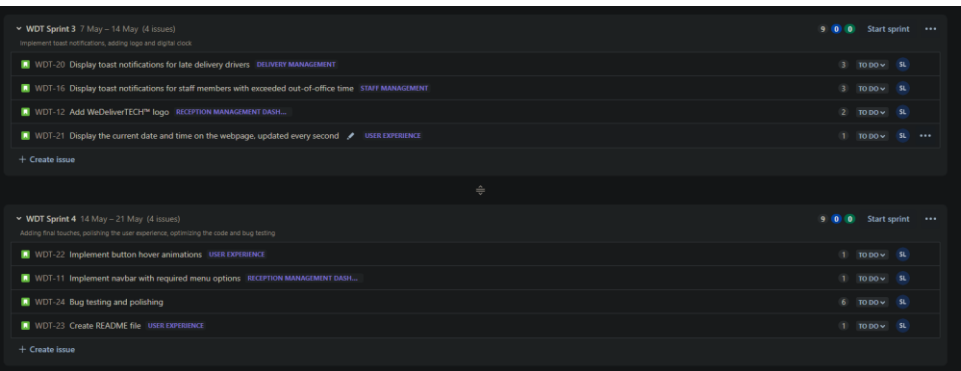 WDT Sprint 3 7 May – 14 May (4 issues) 9 0 0 Start sprint
Implement toast notifications, adding logo and digital clock
WDT-20 Display toast notifications for late delivery drivers DELIVERY MANAGEMENT 3 TO DO SL
WDT-16 Display toast notifications for staff members with exceeded out-of-office time STAFF MANAGEMENT 3 TO DO SL
WDT-12 Add WeDeliverTECH™ logo RECEPTION MANAGEMENT DASH... 2 TO DO SL
WDT-21 Display the current date and time on the webpage, updated every second USER EXPERIENCE 1 TO DO SL
+ Create issue
WDT Sprint 4 14 May – 21 May (4 issues) 9 0 0 Start sprint
Adding final touches, polishing the user experience, optimizing the code and bug testing
WDT-22 Implement button hover animations USER EXPERIENCE 1 TO DO SL
WDT-11 Implement navbar with required menu options RECEPTION MANAGEMENT DASH... 1 TO DO SL
WDT-24 Bug testing and polishing 6 TO DO SL
WDT-23 Create README file USER EXPERIENCE 1 TO DO SL
+ Create issue